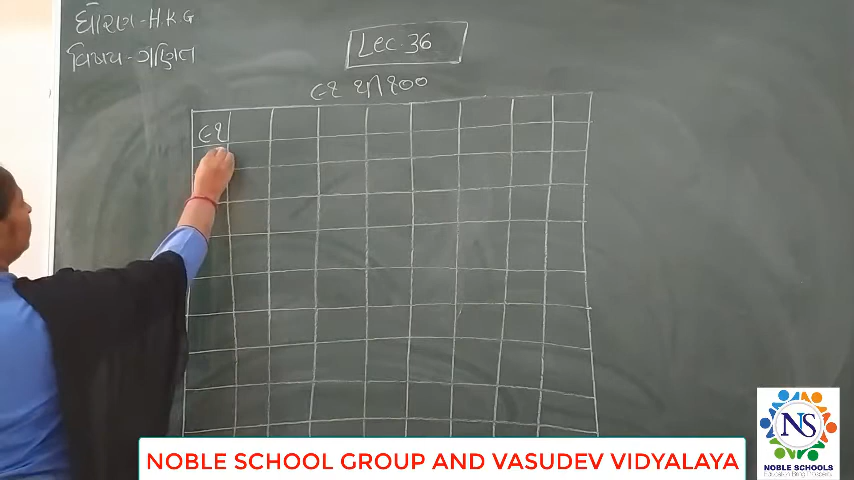 ધોરણ - H.K.G
વિષય - ગણિત
Lec. 36
૯૧ થી ૧૦૦
૯૧
NS
NOBLE SCHOOLS
NOBLE SCHOOL GROUP AND VASUDEV VIDYALAYA